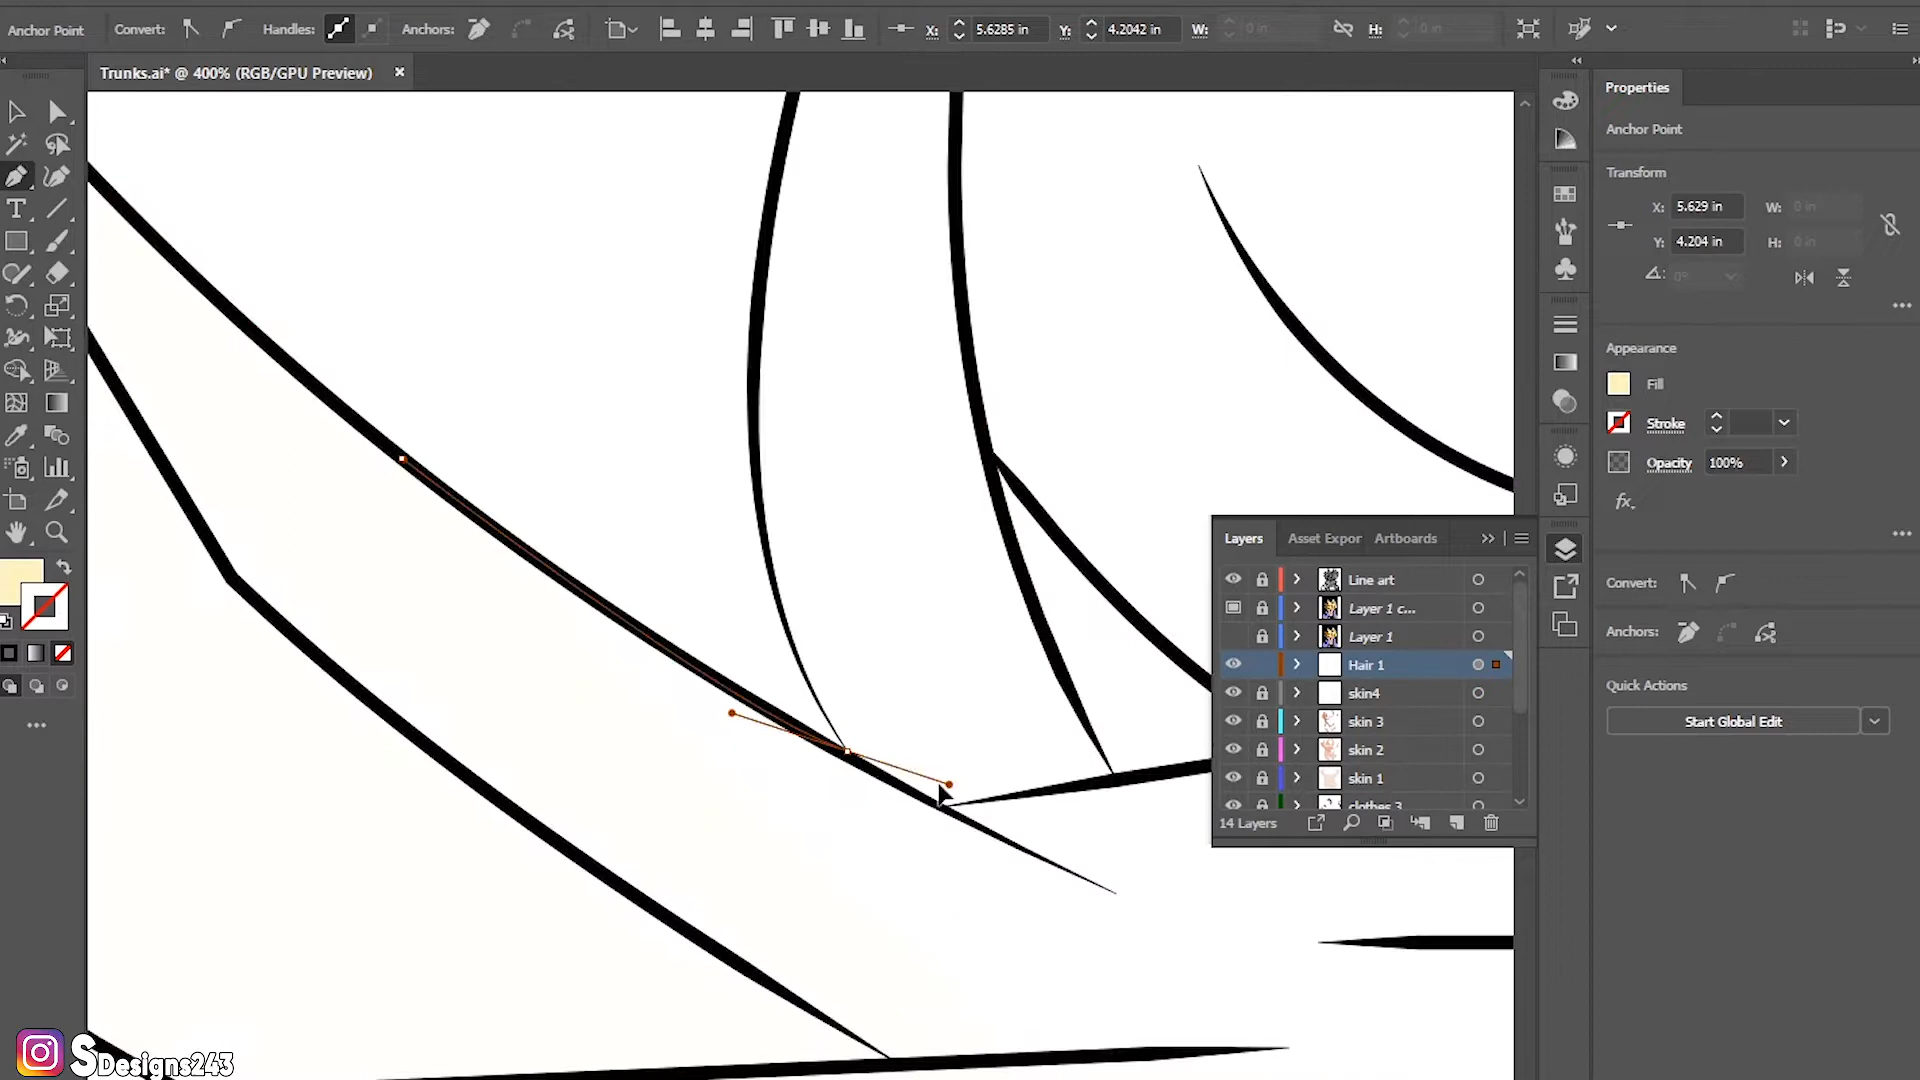 Anchor Point
Convert:
Handles:
Anchors:
X: 5.6285 in
Y: 4.2042 in
W: 0 in
H: 0 in
Trunks.ai* @ 400% (RGB/GPU Preview) ×
Properties
Anchor Point
Transform
X: 5.629 in
W: 0 in
Y: 4.204 in
H: 0 in
0°
Appearance
Fill
Stroke
Opacity 100%
fx.
Convert:
Anchors:
Quick Actions
Start Global Edit
Layers Asset Expor Artboards
Line art
Layer 1 c...
Layer 1
Hair 1
skin4
skin 3
skin 2
skin 1
clothes 3
14 Layers
SDesigns243